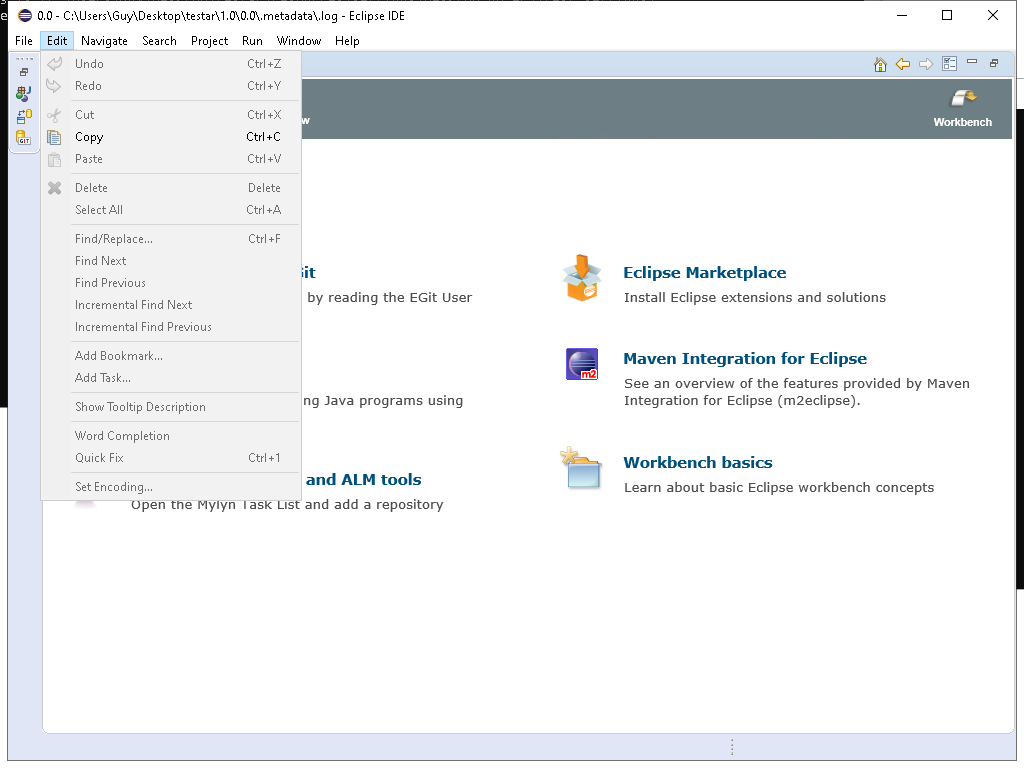 0.0 - C:\Users\Guy\Desktop\testar\1.0\0.0\.metadata\.log - Eclipse IDE
File Edit Navigate Search Project Run Window Help
Undo Ctrl+Z
Redo Ctrl+Y
Cut Ctrl+X
Copy Ctrl+C
Paste Ctrl+V
Delete Delete
Select All Ctrl+A
Find/Replace... Ctrl+F
Find Next
Find Previous
Incremental Find Next
Incremental Find Previous
Add Bookmark...
Add Task...
Show Tooltip Description
Word Completion
Quick Fix Ctrl+1
Set Encoding...
GIT
w
Workbench
it
by reading the EGit User
ng Java programs using
and ALM tools
Open the Mylyn Task List and add a repository
Eclipse Marketplace
Install Eclipse extensions and solutions
m2
Maven Integration for Eclipse
See an overview of the features provided by Maven
Integration for Eclipse (m2eclipse).
Workbench basics
Learn about basic Eclipse workbench concepts